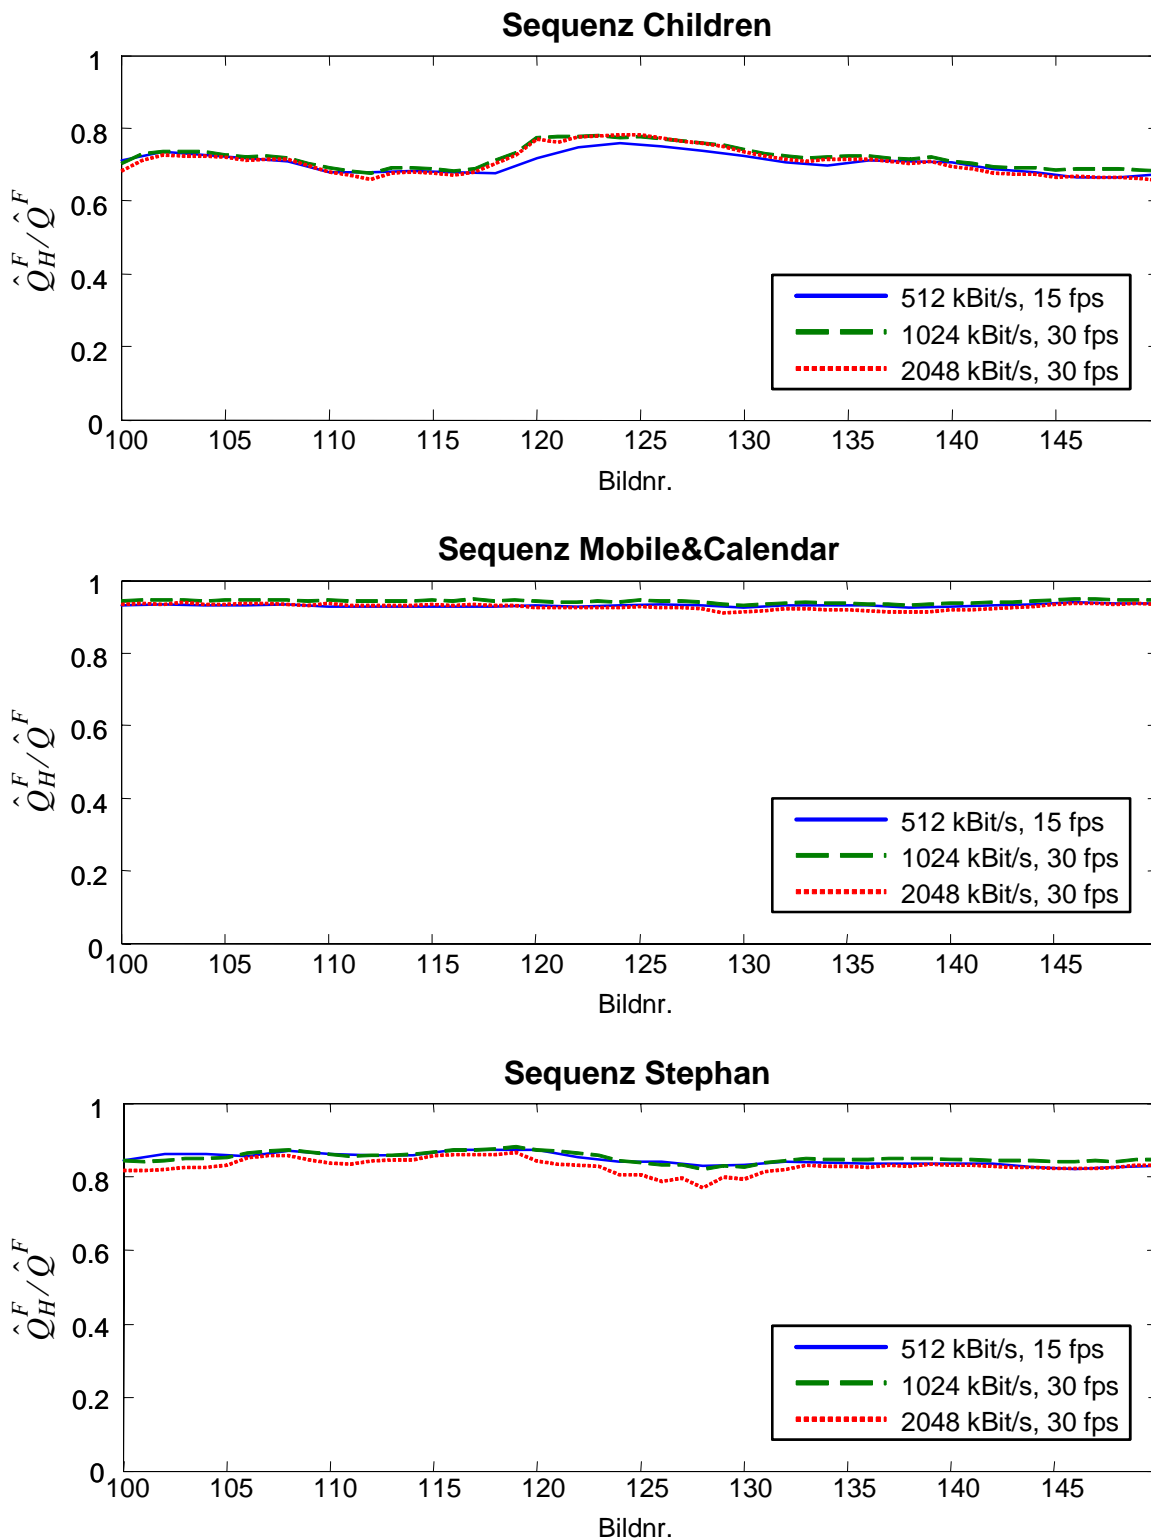 Sequenz Children
1
0.8
0.6
0.4
0.2
0
Q̂_H^F/Q̂^F
100 105 110 115 120 125 130 135 140 145
Bildnr.
512 kBit/s, 15 fps
1024 kBit/s, 30 fps
2048 kBit/s, 30 fps
Sequenz Mobile&Calendar
1
0.8
0.6
0.4
0.2
0
Q̂_H^F/Q̂^F
100 105 110 115 120 125 130 135 140 145
Bildnr.
512 kBit/s, 15 fps
1024 kBit/s, 30 fps
2048 kBit/s, 30 fps
Sequenz Stephan
1
0.8
0.6
0.4
0.2
0
Q̂_H^F/Q̂^F
100 105 110 115 120 125 130 135 140 145
Bildnr.
512 kBit/s, 15 fps
1024 kBit/s, 30 fps
2048 kBit/s, 30 fps